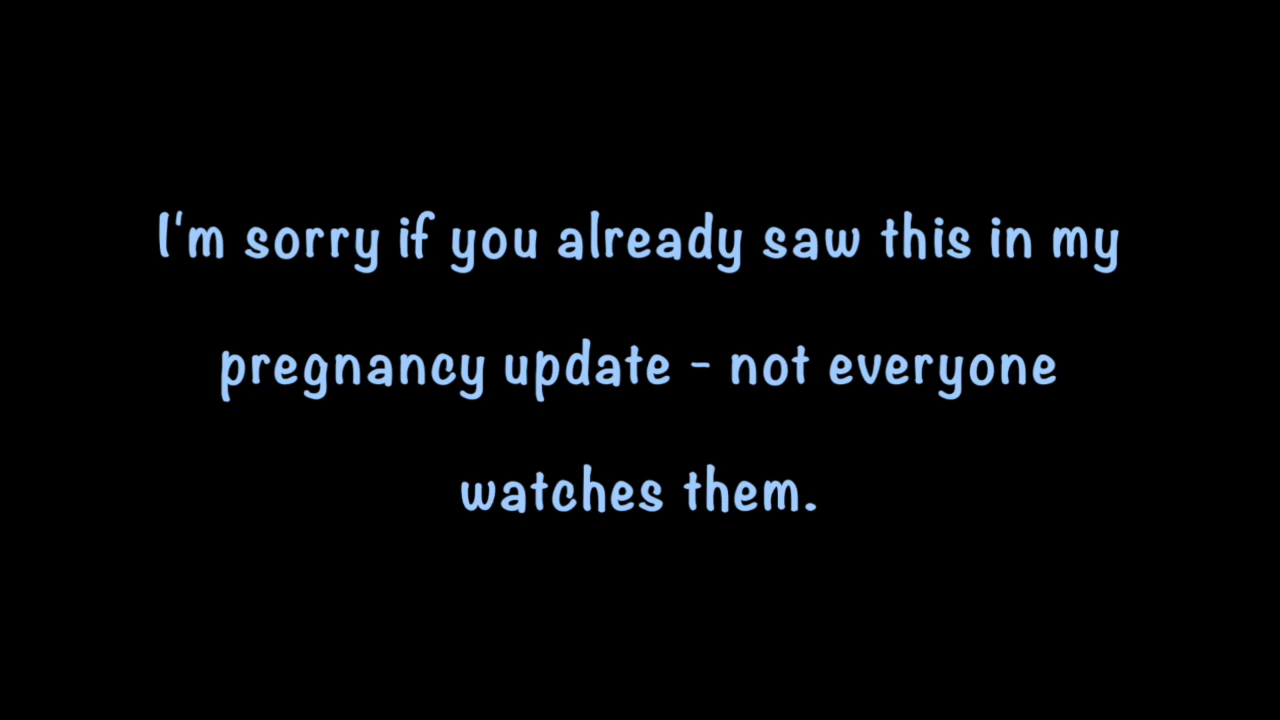 I'm sorry if you already saw this in my
pregnancy update - not everyone
watches them.